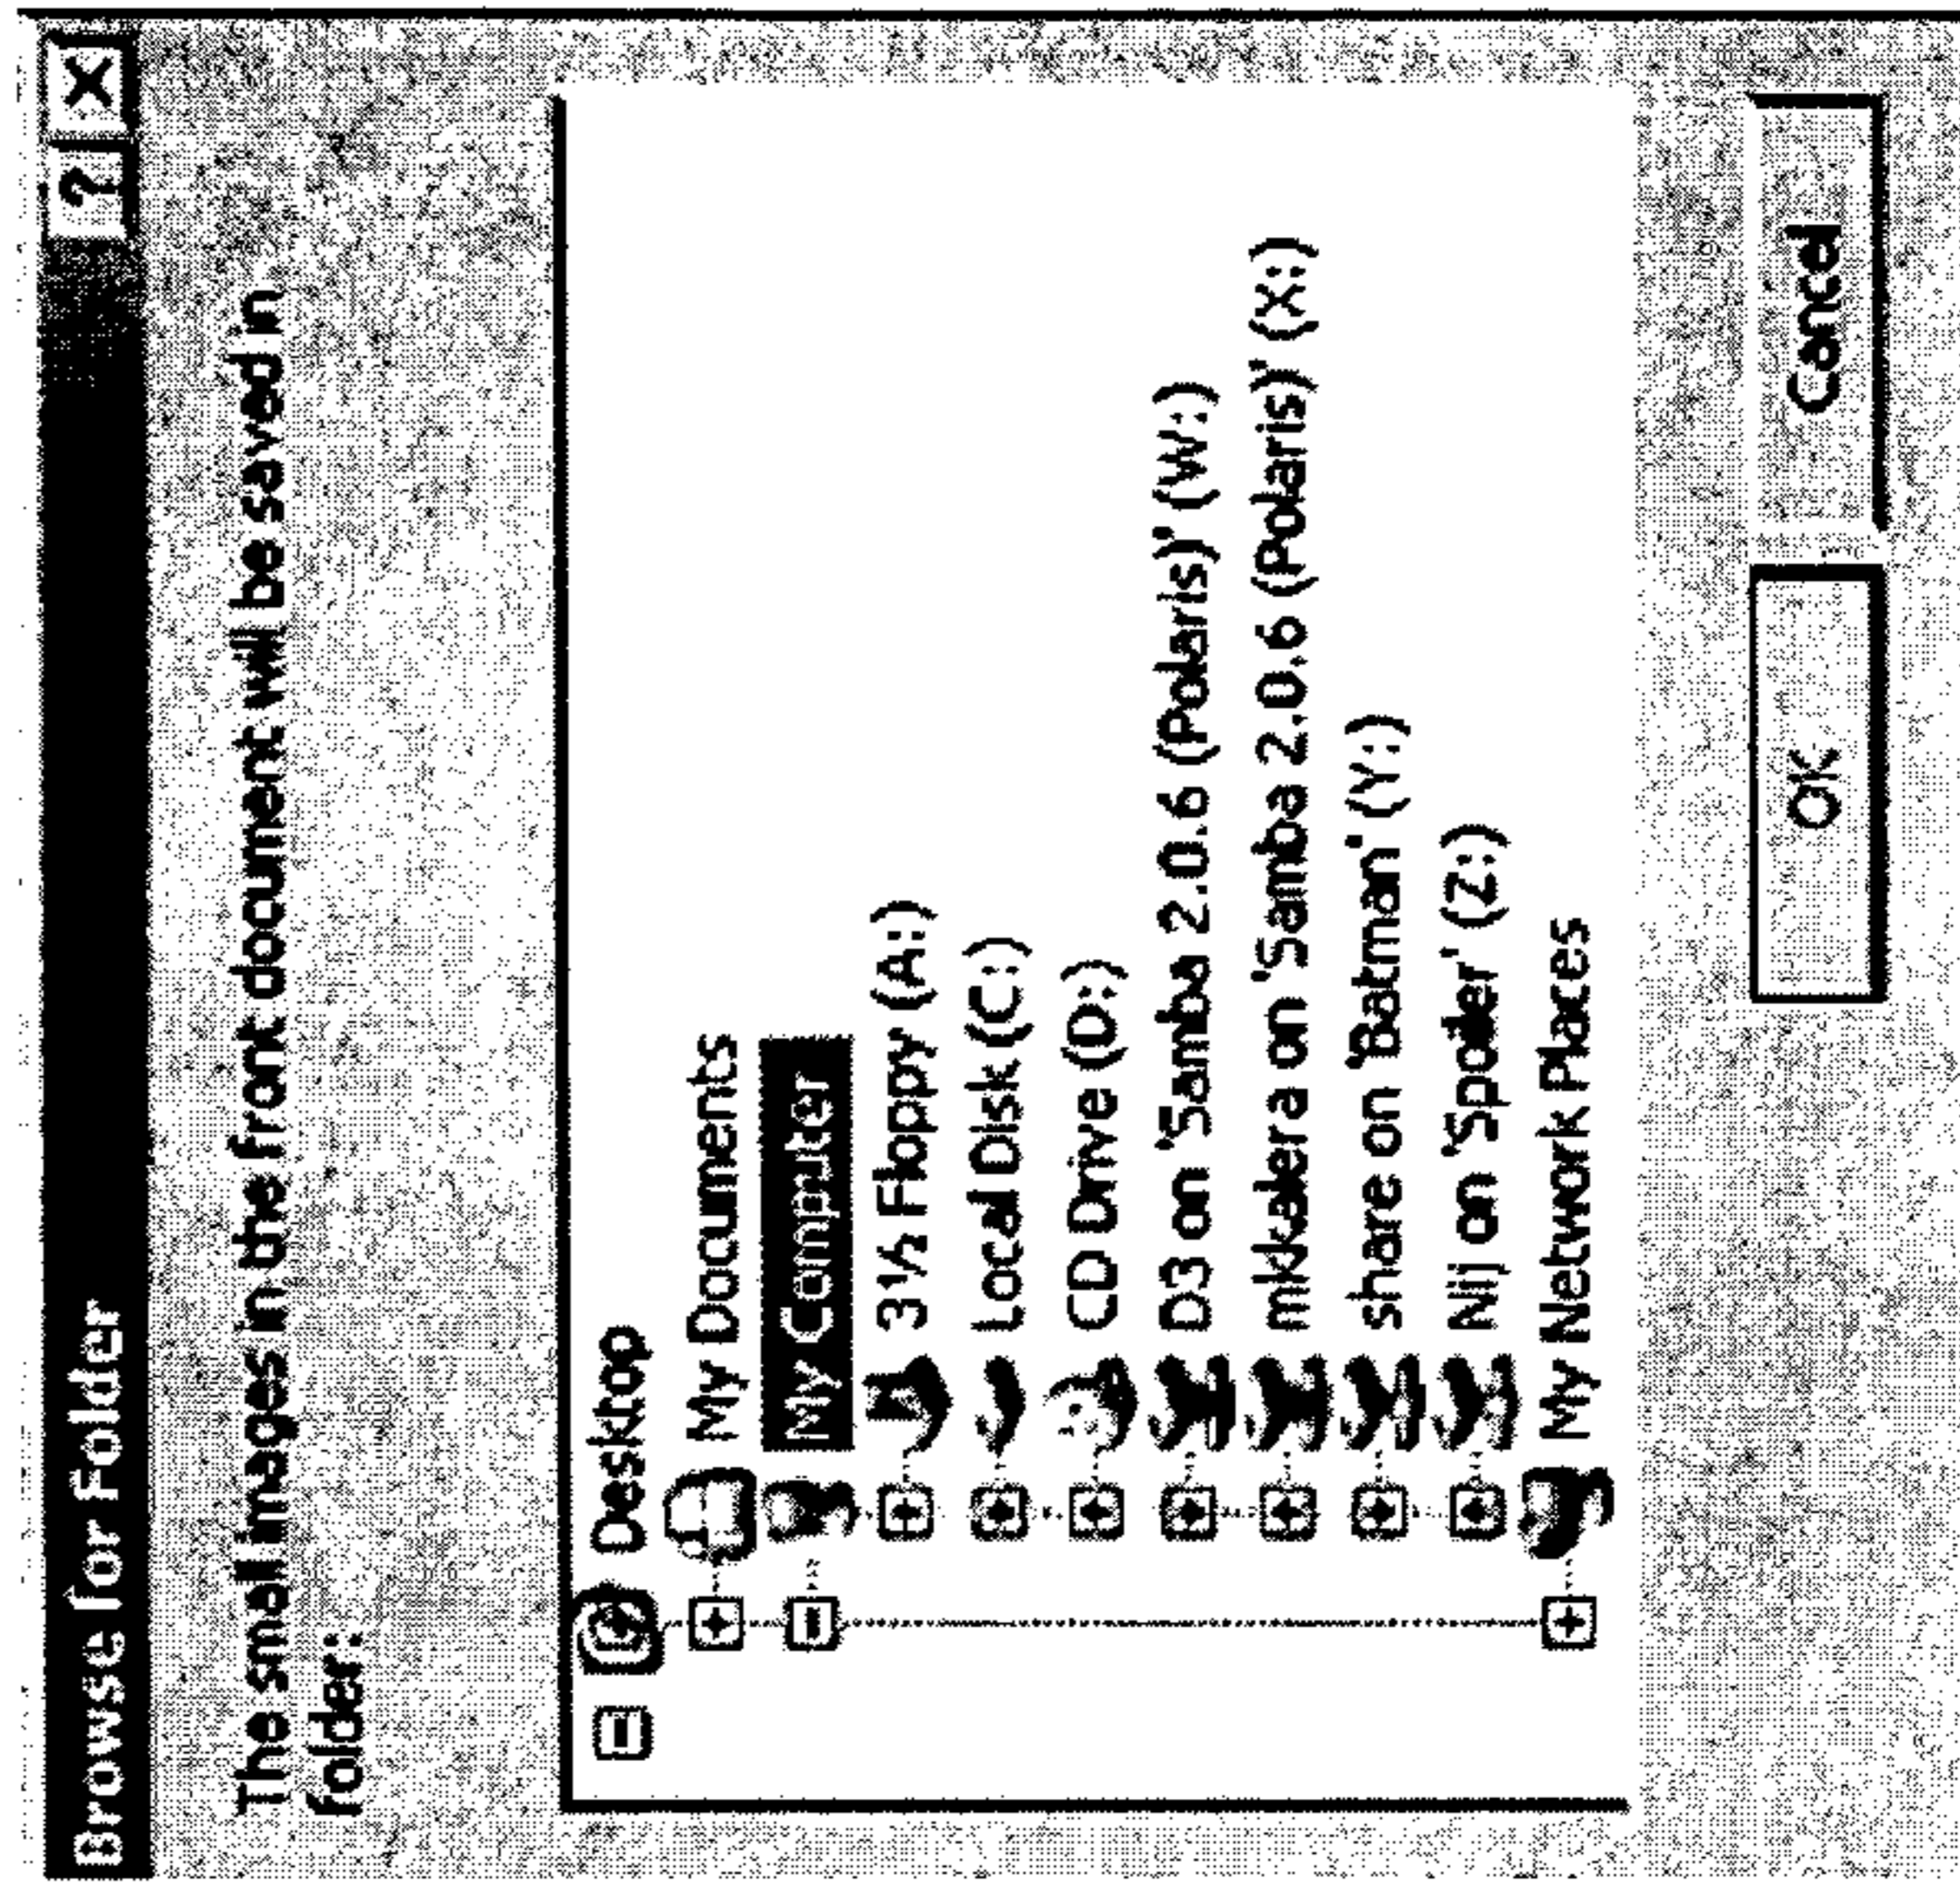 Browse for Folder ? X
The small images in the front document will be saved in
folder:
Desktop
My Documents
My Computer
3½ Floppy (A:)
Local Disk (C:)
CD Drive (D:)
D3 on 'Samba 2.0.6 (Polaris)' (W:)
mkkalera on 'Samba 2.0.6 (Polaris)' (X:)
share on 'Batman' (Y:)
Nij on 'Spoiler' (Z:)
My Network Places
OK Cancel